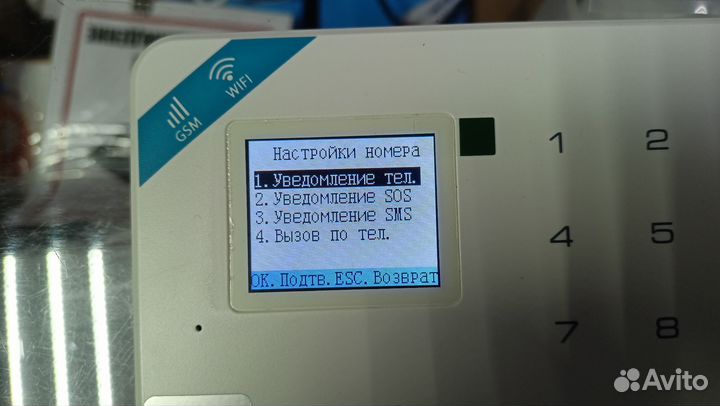 GSM
WIFI
Настройки номера
1. Уведомление тел.
2. Уведомление SOS
3. Уведомление SMS
4. Вызов по тел.
OK. Подтв. ESC. Возврат
1 2
4 5
7 8
Avito